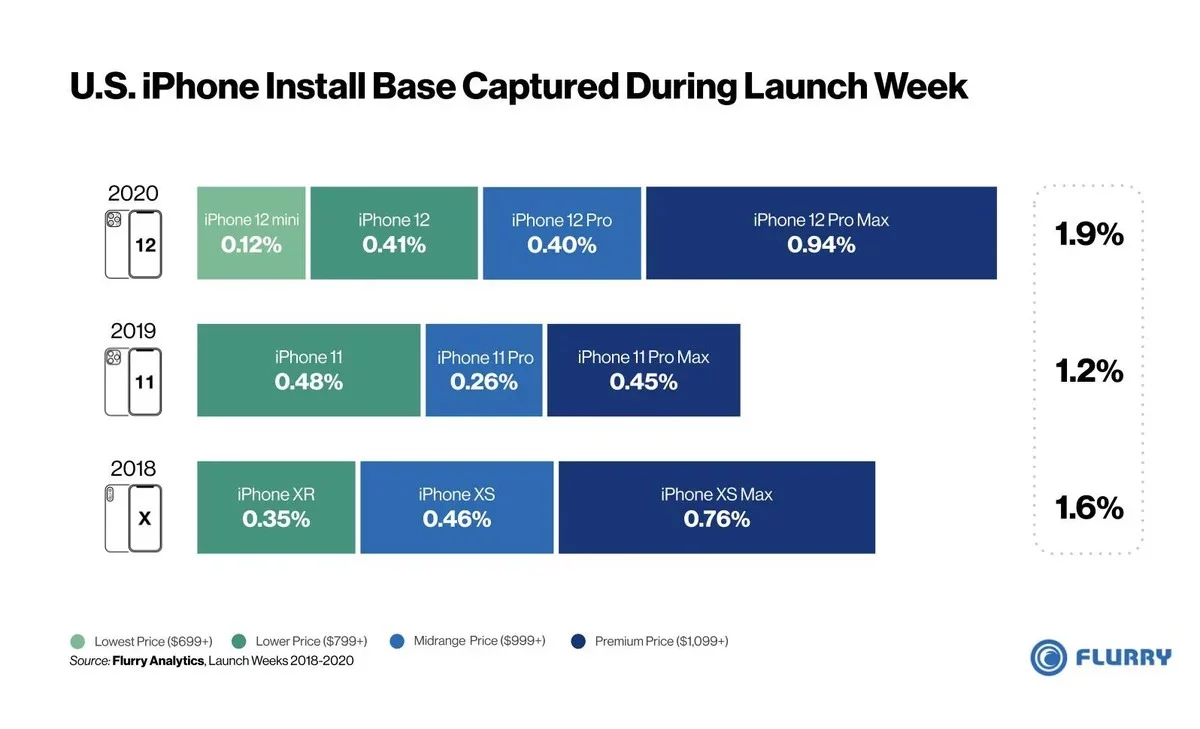 U.S. iPhone Install Base Captured During Launch Week
2020
12
iPhone 12 mini
0.12%
iPhone 12
0.41%
iPhone 12 Pro
0.40%
iPhone 12 Pro Max
0.94%
1.9%
2019
11
iPhone 11
0.48%
iPhone 11 Pro
0.26%
iPhone 11 Pro Max
0.45%
1.2%
2018
X
iPhone XR
0.35%
iPhone XS
0.46%
iPhone XS Max
0.76%
1.6%
Lowest Price ($699+) Lower Price ($799+) Midrange Price ($999+) Premium Price ($1,099+)
Source: Flurry Analytics, Launch Weeks 2018-2020
FLURRY